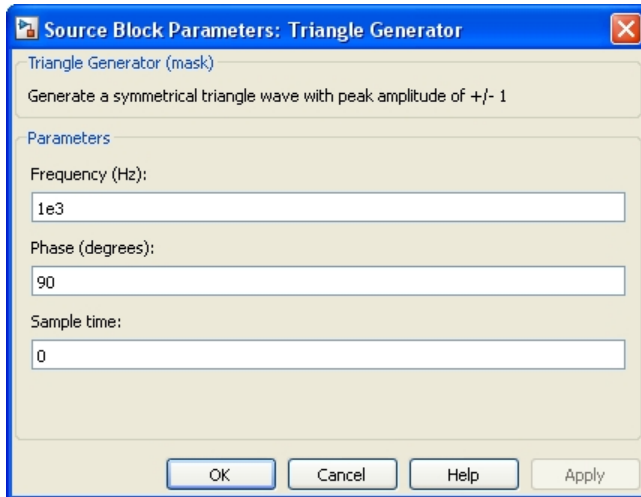 Source Block Parameters: Triangle Generator
Triangle Generator (mask)
Generate a symmetrical triangle wave with peak amplitude of +/- 1
Parameters
Frequency (Hz):
1e3
Phase (degrees):
90
Sample time:
0
OK Cancel Help Apply